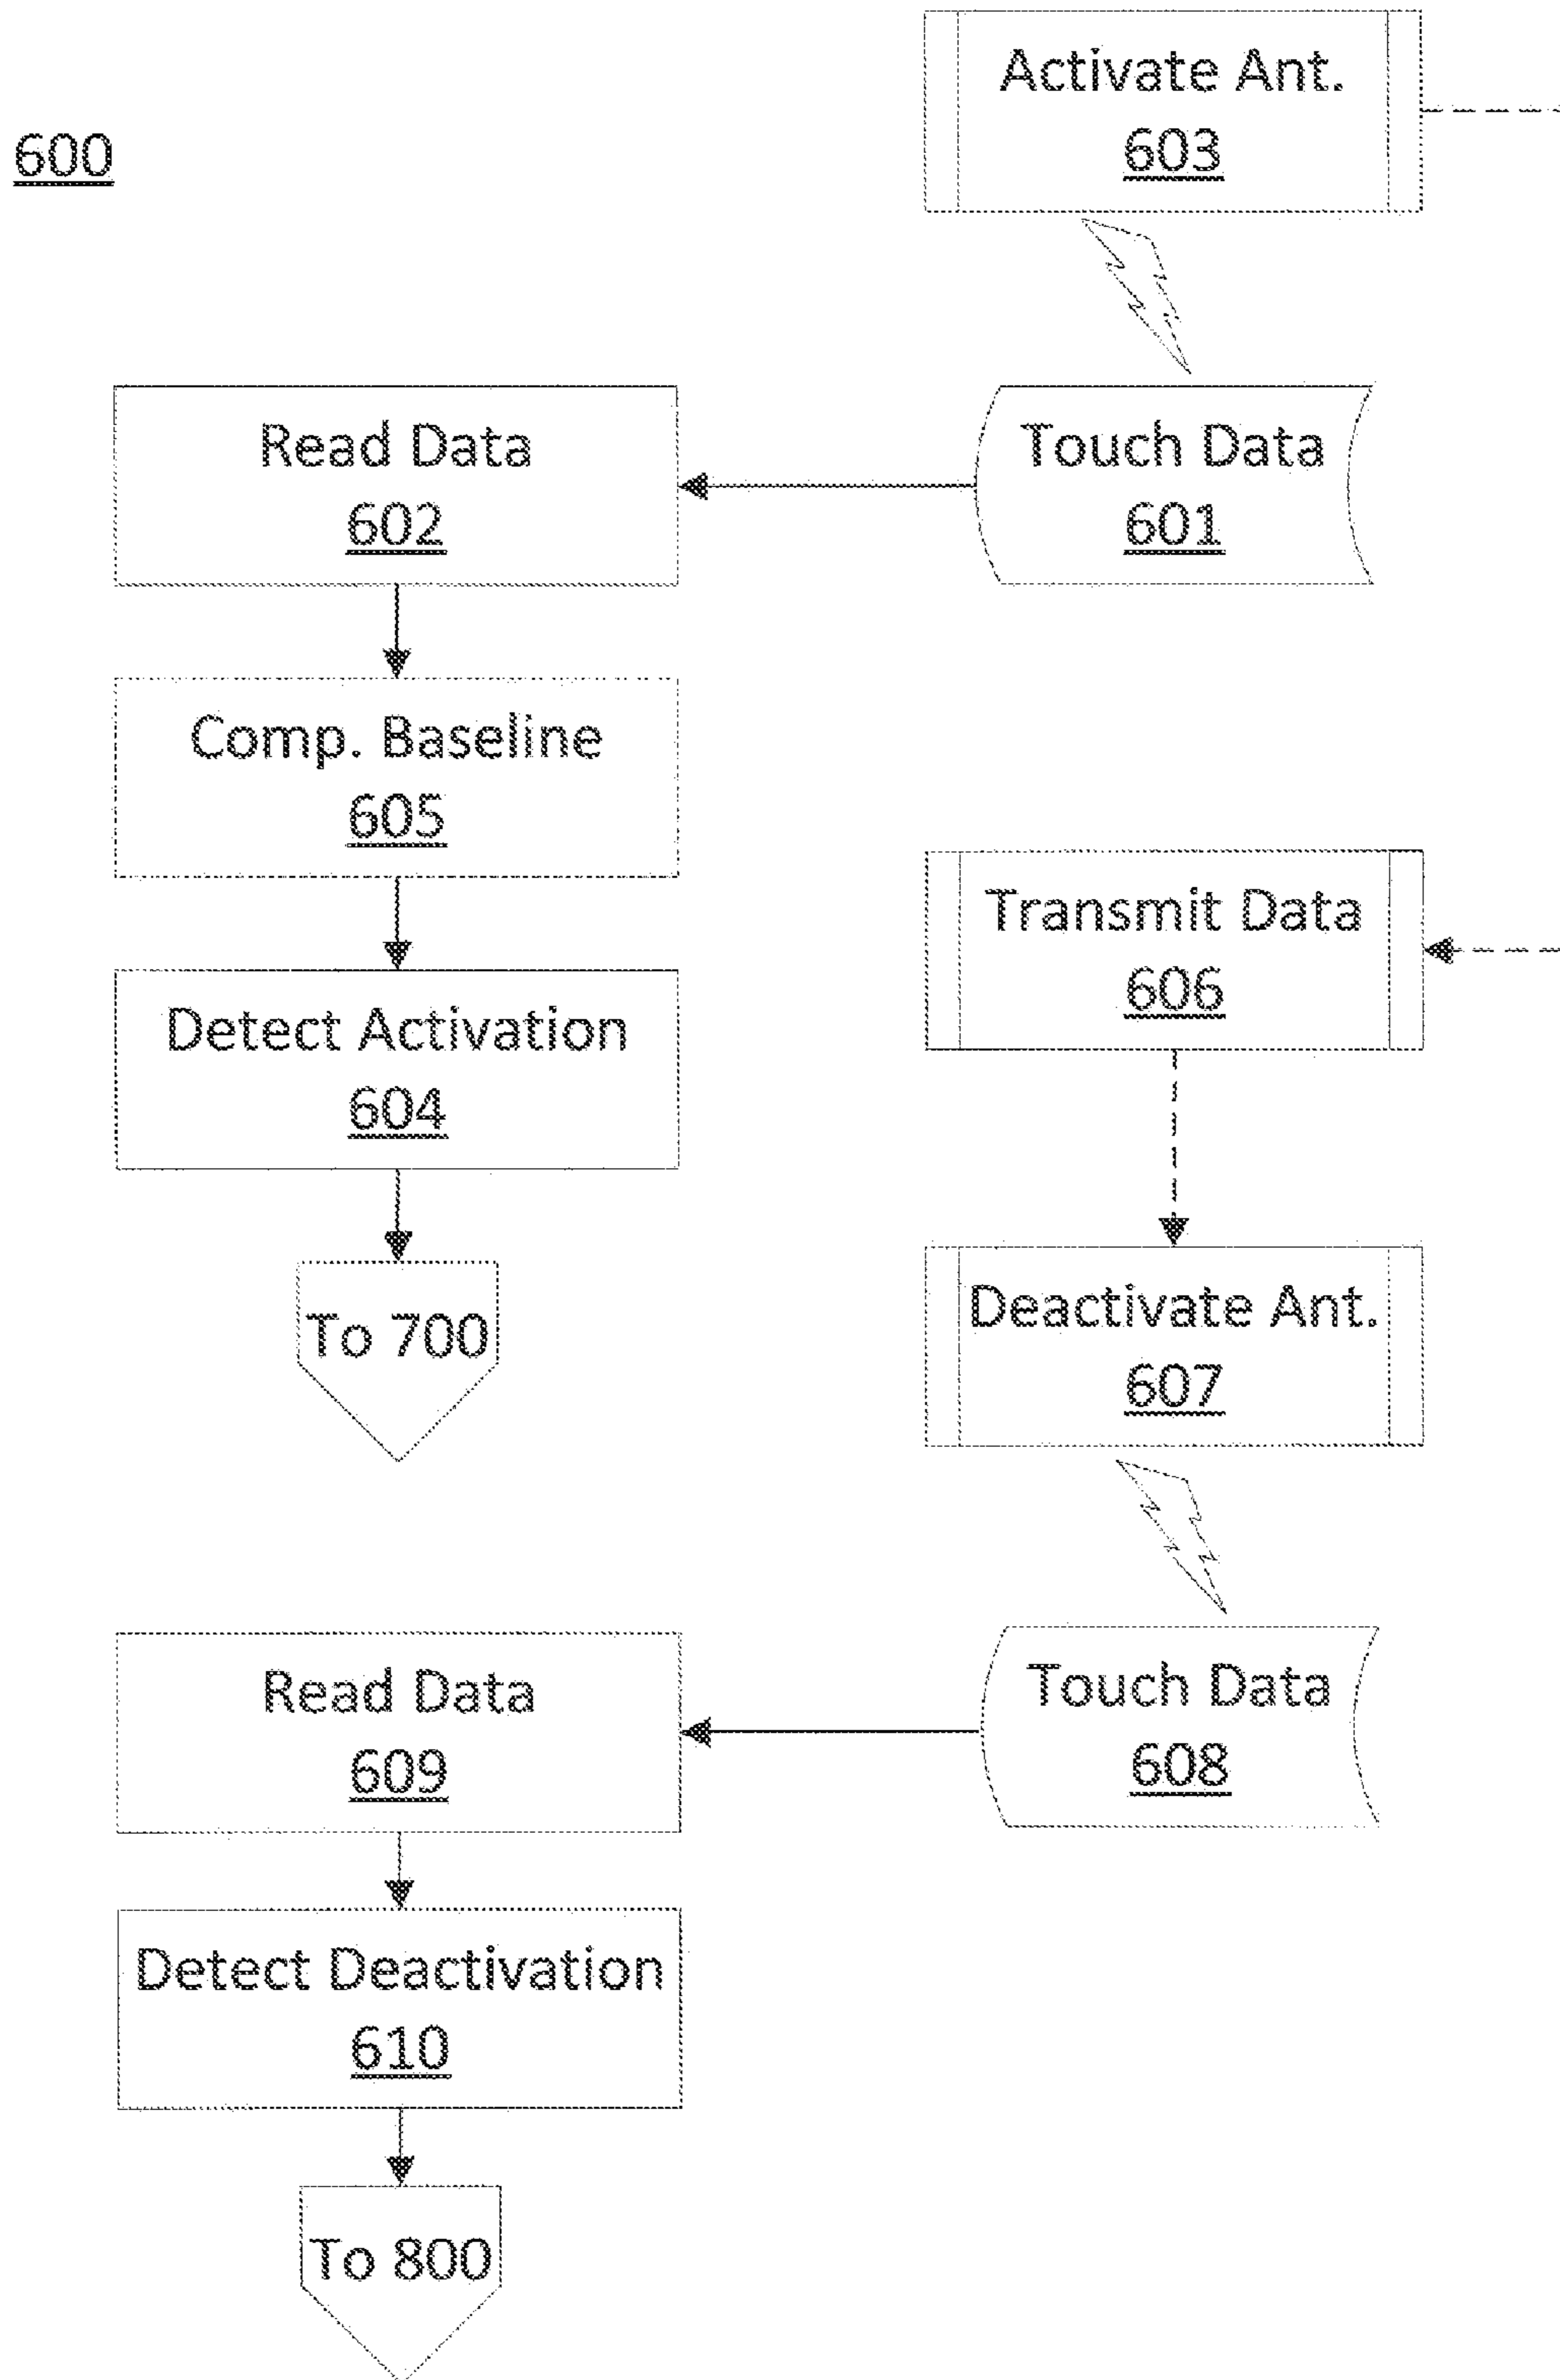 600
Activate Ant.
603
Read Data
602
Touch Data
601
Comp. Baseline
605
Transmit Data
606
Detect Activation
604
To 700
Deactivate Ant.
607
Read Data
609
Touch Data
608
Detect Deactivation
610
To 800